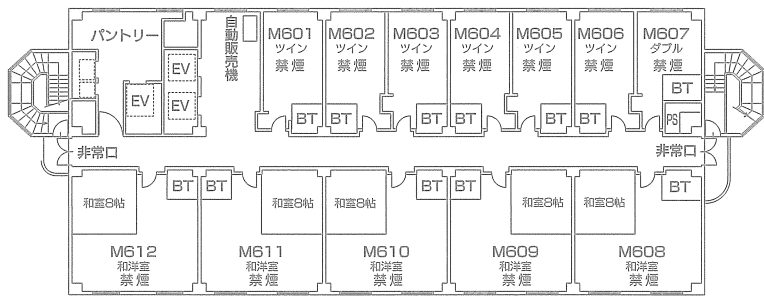 パントリー
EV
EV
EV
自動販売機
M601
ツイン
禁煙
BT
M602
ツイン
禁煙
BT
M603
ツイン
禁煙
BT
M604
ツイン
禁煙
BT
M605
ツイン
禁煙
BT
M606
ツイン
禁煙
BT
M607
ダブル
禁煙
BT
PS
非常口
非常口
和室8帖
BT
M612
和洋室
禁煙
BT
和室8帖
M611
和洋室
禁煙
和室8帖
BT
M610
和洋室
禁煙
BT
和室8帖
M609
和洋室
禁煙
和室8帖
BT
M608
和洋室
禁煙